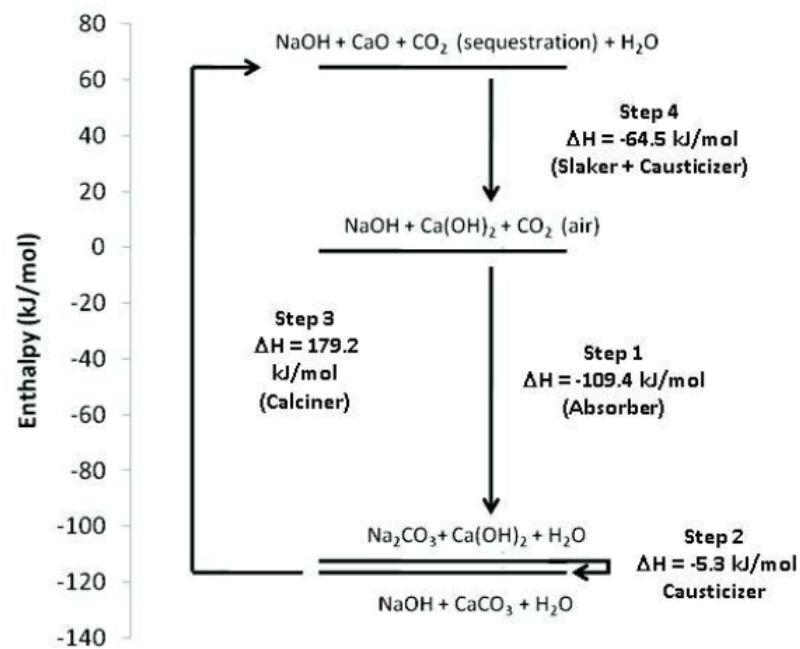 80
60
40
20
0
-20
-40
-60
-80
-100
-120
-140
Enthalpy (kJ/mol)
NaOH + CaO + CO₂ (sequestration) + H₂O
Step 4
ΔH = -64.5 kJ/mol
(Slaker + Causticizer)
NaOH + Ca(OH)₂ + CO₂ (air)
Step 3
ΔH = 179.2
kJ/mol
(Calciner)
Step 1
ΔH = -109.4 kJ/mol
(Absorber)
Na₂CO₃+ Ca(OH)₂ + H₂O
Step 2
ΔH = -5.3 kJ/mol
Causticizer
NaOH + CaCO₃ + H₂O